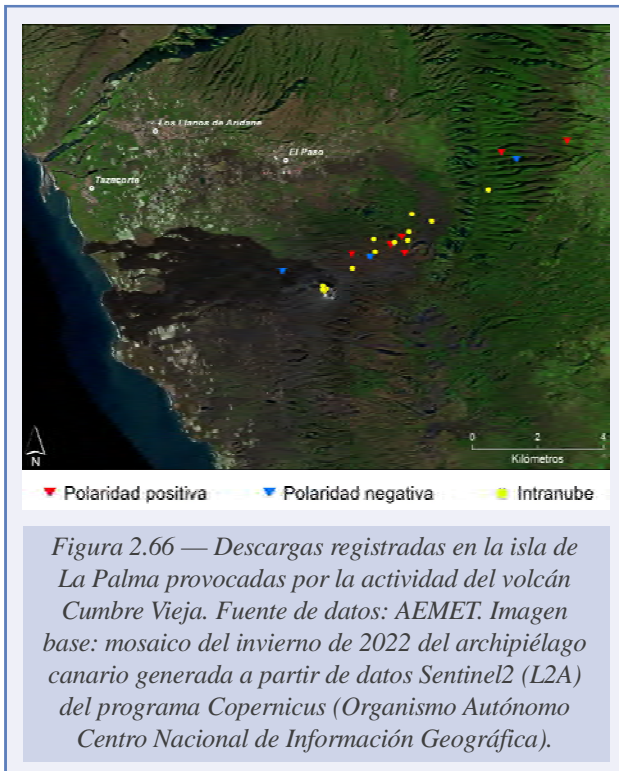 Los Llanos de Aridane
El Paso
Tazacorte
0 2 4
Kilómetros
N
Polaridad positiva Polaridad negativa Intranube
Figura 2.66 — Descargas registradas en la isla de
La Palma provocadas por la actividad del volcán
Cumbre Vieja. Fuente de datos: AEMET. Imagen
base: mosaico del invierno de 2022 del archipiélago
canario generada a partir de datos Sentinel2 (L2A)
del programa Copernicus (Organismo Autónomo
Centro Nacional de Información Geográfica).